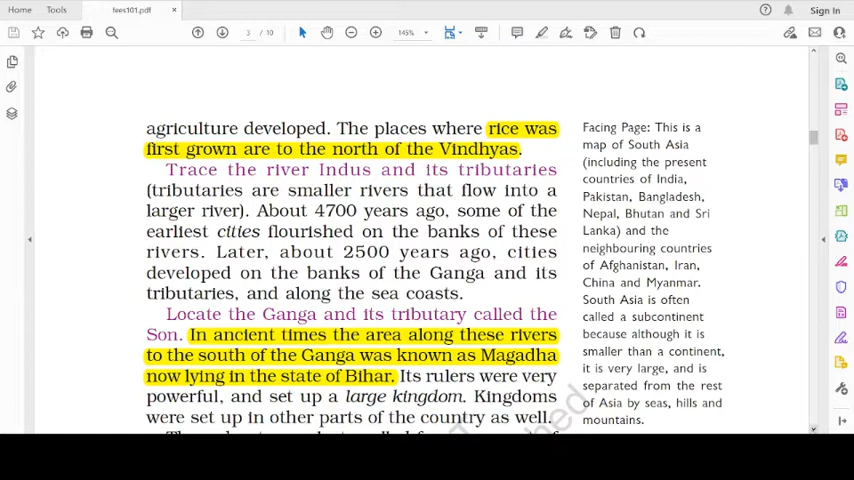 Home
Tools
fees101.pdf
×
Sign In
3 / 10
145%
agriculture developed. The places where rice was
first grown are to the north of the Vindhyas.
Trace the river Indus and its tributaries
(tributaries are smaller rivers that flow into a
larger river). About 4700 years ago, some of the
earliest cities flourished on the banks of these
rivers. Later, about 2500 years ago, cities
developed on the banks of the Ganga and its
tributaries, and along the sea coasts.
Locate the Ganga and its tributary called the
Son. In ancient times the area along these rivers
to the south of the Ganga was known as Magadha
now lying in the state of Bihar. Its rulers were very
powerful, and set up a large kingdom. Kingdoms
were set up in other parts of the country as well.
Facing Page: This is a
map of South Asia
(including the present
countries of India,
Pakistan, Bangladesh,
Nepal, Bhutan and Sri
Lanka) and the
neighbouring countries
of Afghanistan, Iran,
China and Myanmar.
South Asia is often
called a subcontinent
because although it is
smaller than a continent,
it is very large, and is
separated from the rest
of Asia by seas, hills and
mountains.